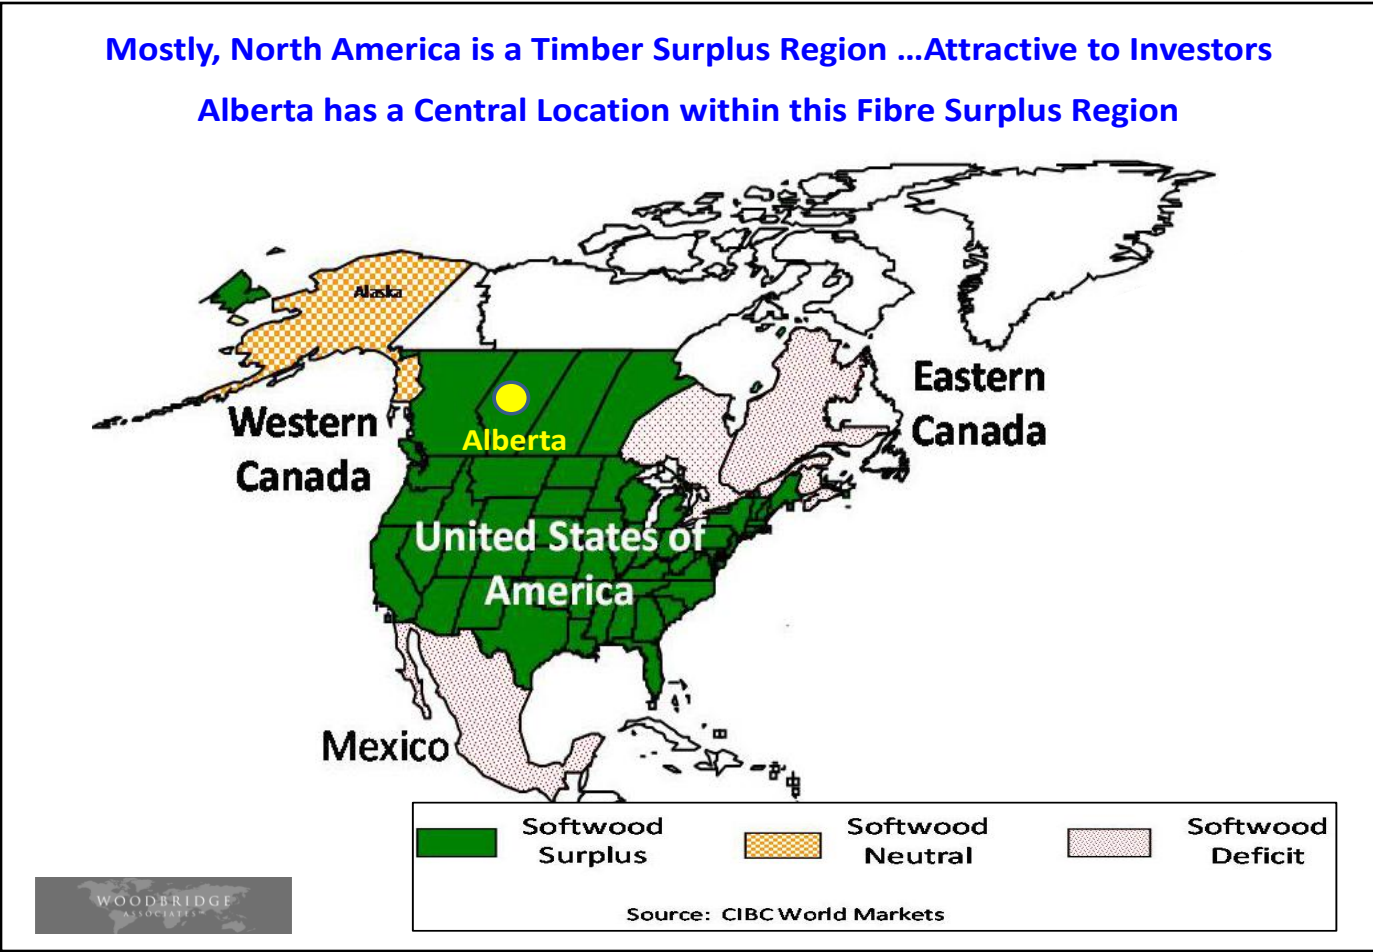 Mostly, North America is a Timber Surplus Region ...Attractive to Investors
Alberta has a Central Location within this Fibre Surplus Region
Alaska
Eastern
Canada
Western
Canada
Alberta
United States of
America
Mexico
Softwood
Surplus
Softwood
Neutral
Softwood
Deficit
Source: CIBC World Markets
WOODBRIDGE
ASSOCIATES